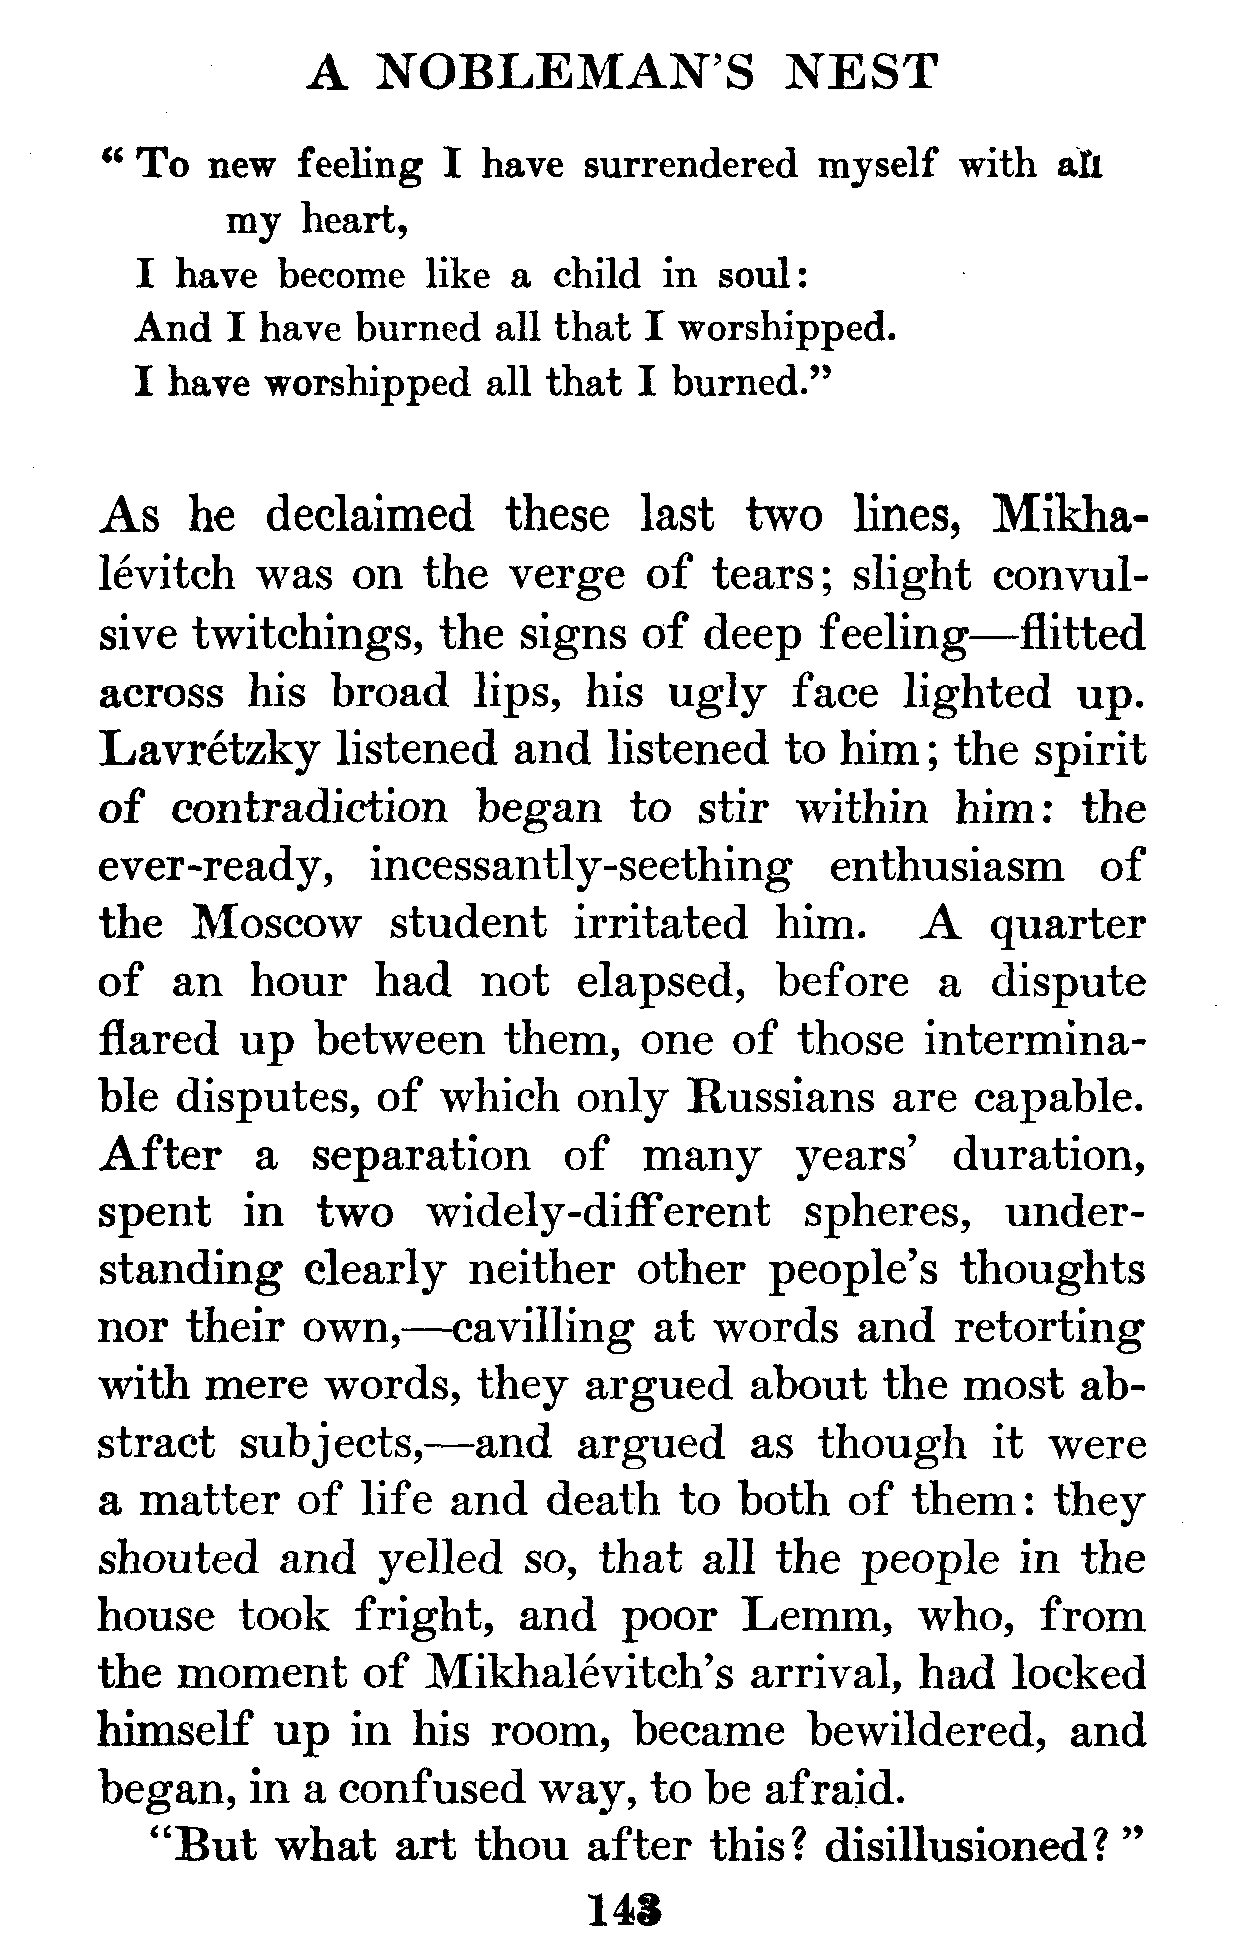 A NOBLEMAN'S NEST
“ To new feeling I have surrendered myself with all
my heart,
I have become like a child in soul:
And I have burned all that I worshipped.
I have worshipped all that I burned.”
As he declaimed these last two lines, Mikha-
lévitch was on the verge of tears; slight convul-
sive twitchings, the signs of deep feeling—flitted
across his broad lips, his ugly face lighted up.
Lavrétzky listened and listened to him; the spirit
of contradiction began to stir within him: the
ever-ready, incessantly-seething enthusiasm of
the Moscow student irritated him. A quarter
of an hour had not elapsed, before a dispute
flared up between them, one of those intermina-
ble disputes, of which only Russians are capable.
After a separation of many years' duration,
spent in two widely-different spheres, under-
standing clearly neither other people's thoughts
nor their own,—cavilling at words and retorting
with mere words, they argued about the most ab-
stract subjects,—and argued as though it were
a matter of life and death to both of them: they
shouted and yelled so, that all the people in the
house took fright, and poor Lemm, who, from
the moment of Mikhalévitch's arrival, had locked
himself up in his room, became bewildered, and
began, in a confused way, to be afraid.
“But what art thou after this? disillusioned? ”
143